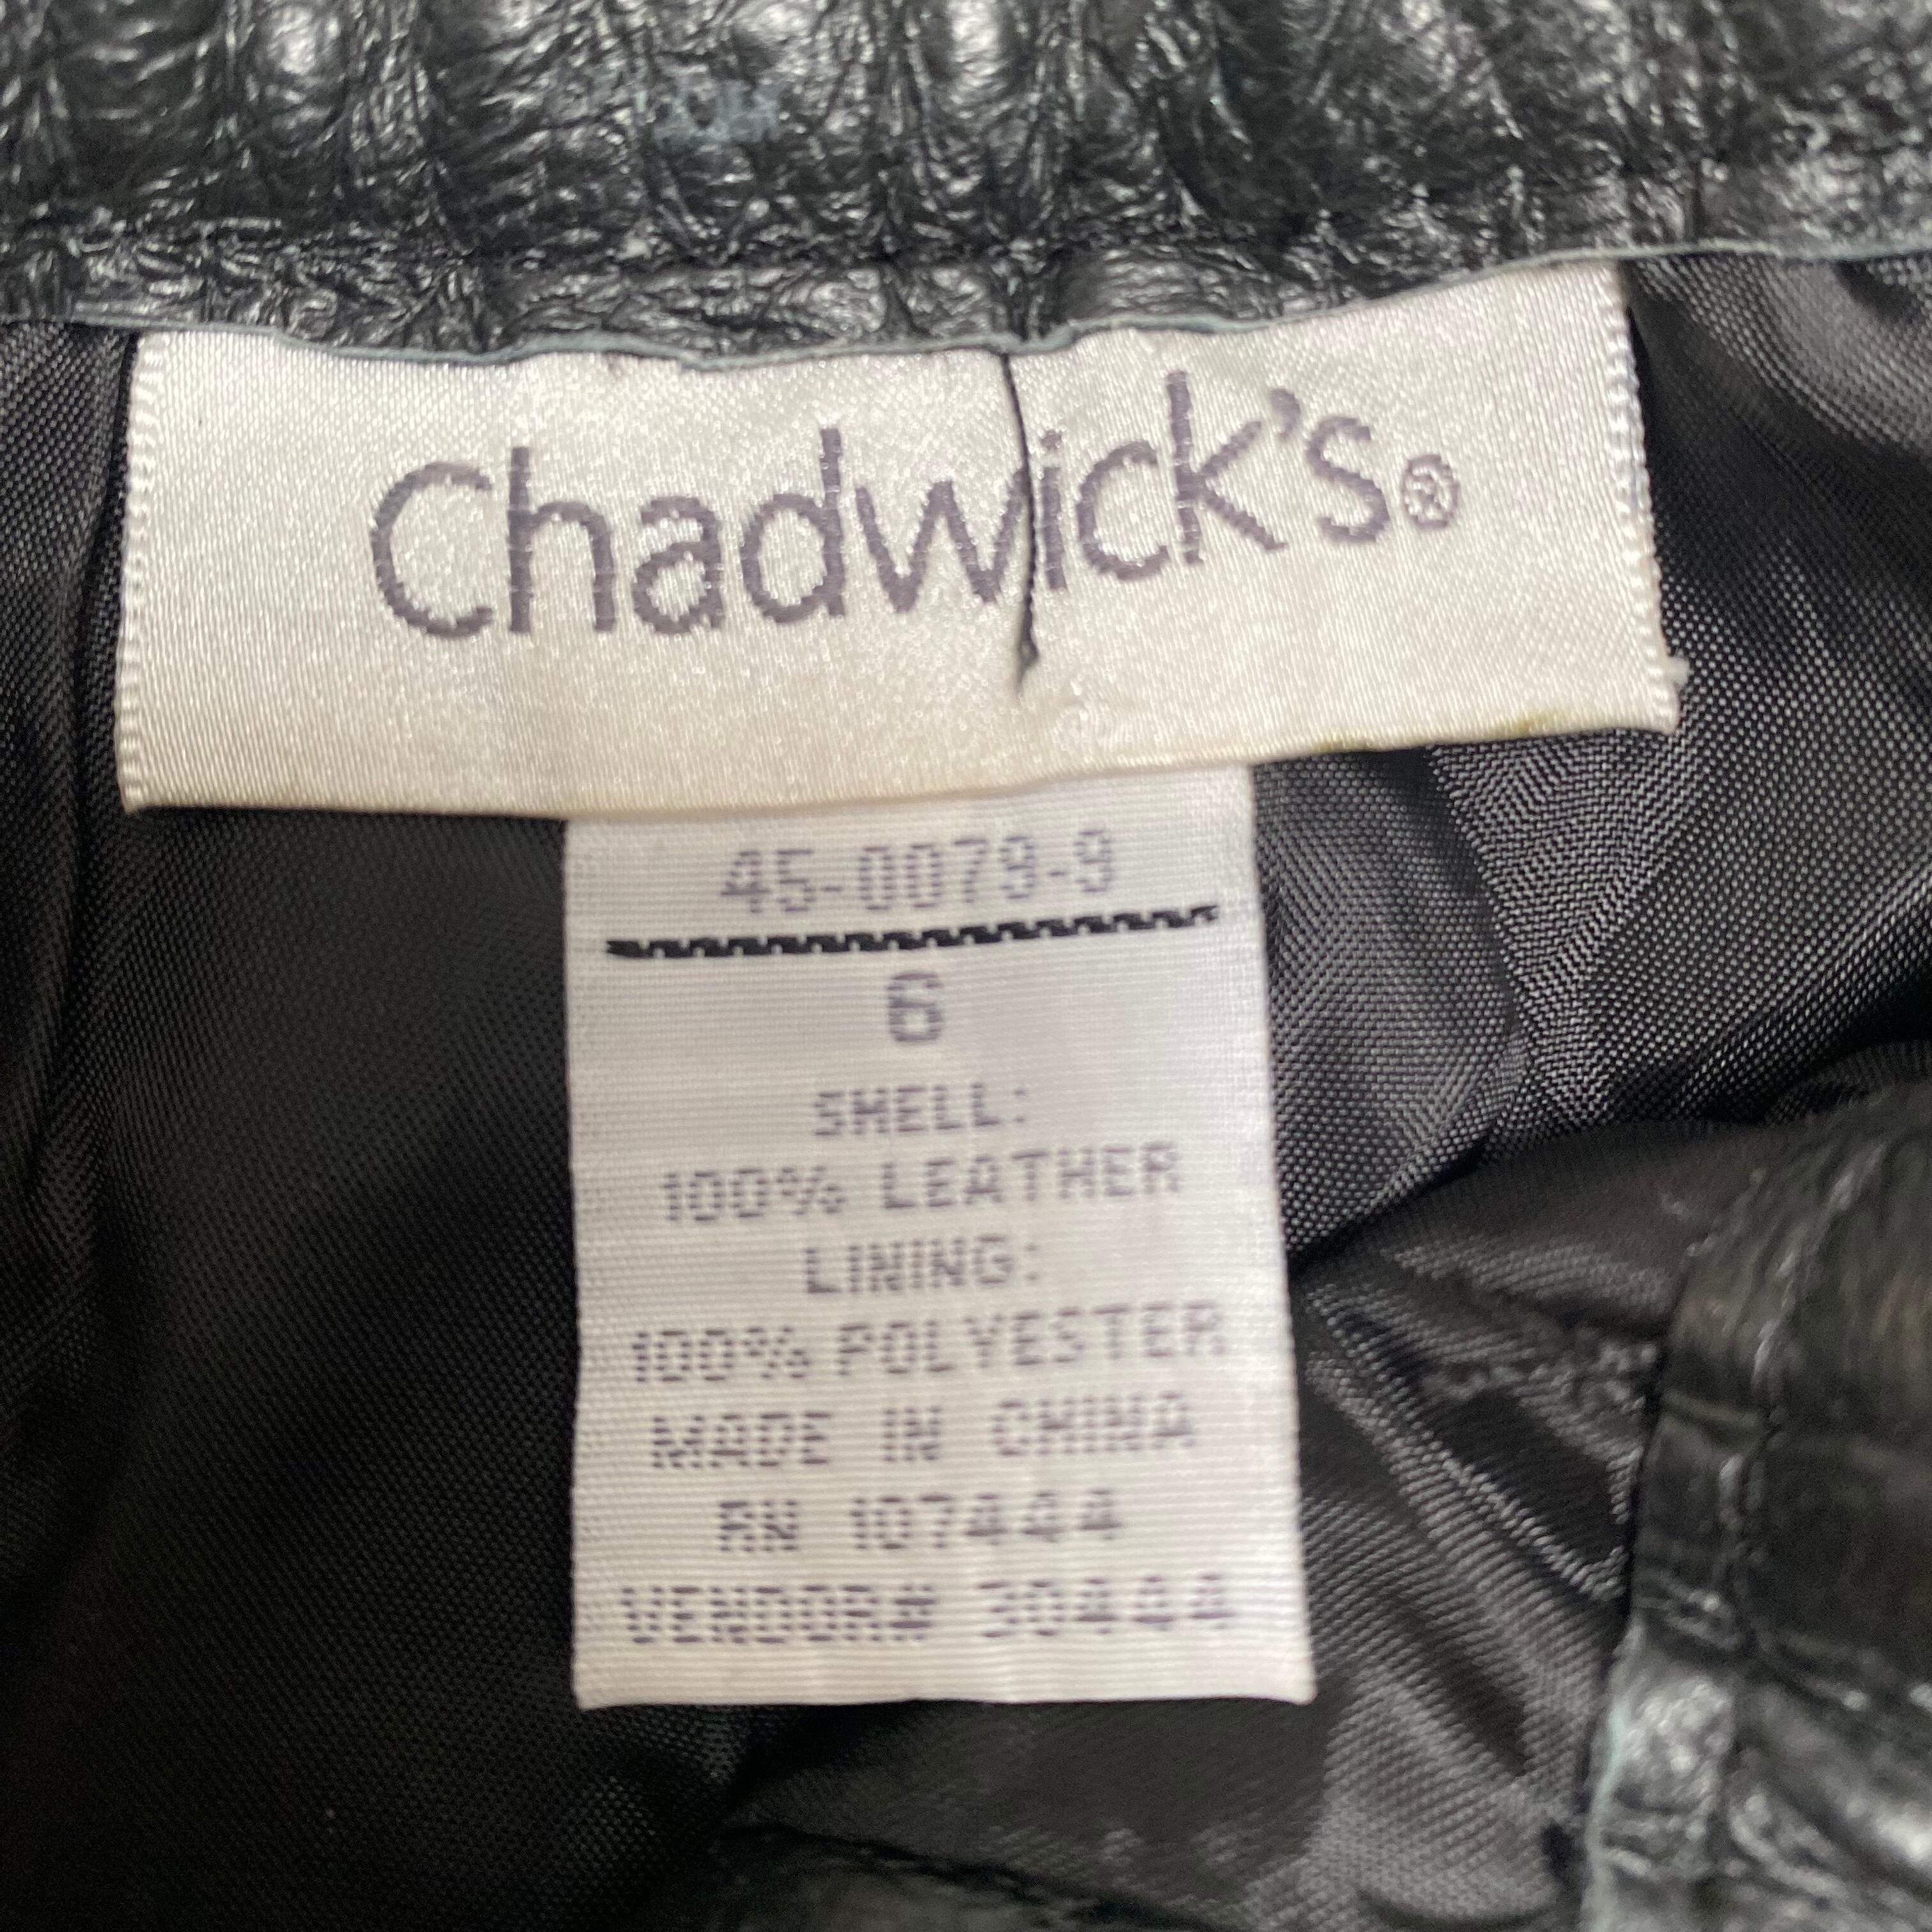 Chadwick's®
45-0079-9
6
SHELL:
100% LEATHER
LINING:
100% POLYESTER
MADE IN CHINA
RN 107444
VENDOR# 30444